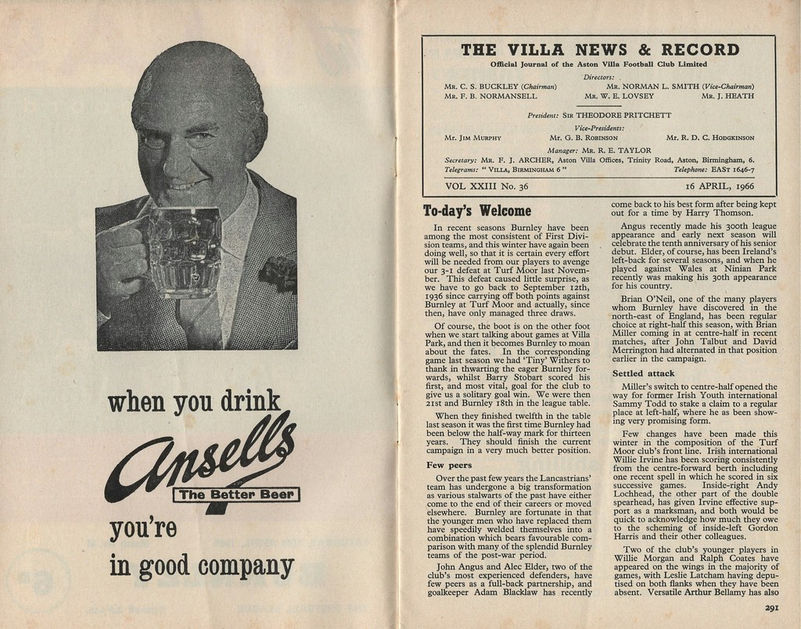 when you drink
Ansells
The Better Beer
you're
in good company
THE VILLA NEWS & RECORD
Official Journal of the Aston Villa Football Club Limited
Directors:
MR. C. S. BUCKLEY (Chairman) MR. NORMAN L. SMITH (Vice-Chairman)
MR. F. B. NORMANSELL MR. W. E. LOVSEY MR. J. HEATH
President: SIR THEODORE PRITCHETT
Vice-Presidents:
MR. JIM MURPHY MR. G. B. ROBINSON MR. R. D. C. HODGKINSON
Manager: MR. R. E. TAYLOR
Secretary: MR. F. J. ARCHER, Aston Villa Offices, Trinity Road, Aston, Birmingham, 6.
Telegrams: " VILLA, BIRMINGHAM 6 " Telephone: EAST 1646-7
VOL XXIII No. 36 16 APRIL, 1966
To-day's Welcome
In recent seasons Burnley have been
among the most consistent of First Divi-
sion teams, and this winter have again been
doing well, so that it is certain every effort
will be needed from our players to avenge
our 3-1 defeat at Turf Moor last Novem-
ber. This defeat caused little surprise, as
we have to go back to September 12th,
1936 since carrying off both points against
Burnley at Turf Moor and actually, since
then, have only managed three draws.
Of course, the boot is on the other foot
when we start talking about games at Villa
Park, and then it becomes Burnley to moan
about the fates. In the corresponding
game last season we had 'Tiny' Withers to
thank in thwarting the eager Burnley for-
wards, whilst Barry Stobart scored his
first, and most vital, goal for the club to
give us a solitary goal win. We were then
21st and Burnley 18th in the league table.
When they finished twelfth in the table
last season it was the first time Burnley had
been below the half-way mark for thirteen
years. They should finish the current
campaign in a very much better position.
Few peers
Over the past few years the Lancastrians'
team has undergone a big transformation
as various stalwarts of the past have either
come to the end of their careers or moved
elsewhere. Burnley are fortunate in that
the younger men who have replaced them
have speedily welded themselves into a
combination which bears favourable com-
parison with many of the splendid Burnley
teams of the post-war period.
John Angus and Alec Elder, two of the
club's most experienced defenders, have
few peers as a full-back partnership, and
goalkeeper Adam Blacklaw has recently
come back to his best form after being kept
out for a time by Harry Thomson.
Angus recently made his 300th league
appearance and early next season will
celebrate the tenth anniversary of his senior
debut. Elder, of course, has been Ireland's
left-back for several seasons, and when he
played against Wales at Ninian Park
recently was making his 30th appearance
for his country.
Brian O'Neil, one of the many players
whom Burnley have discovered in the
north-east of England, has been regular
choice at right-half this season, with Brian
Miller coming in at centre-half in recent
matches, after John Talbut and David
Merrington had alternated in that position
earlier in the campaign.
Settled attack
Miller's switch to centre-half opened the
way for former Irish Youth international
Sammy Todd to stake a claim to a regular
place at left-half, where he as been show-
ing very promising form.
Few changes have been made this
winter in the composition of the Turf
Moor club's front line. Irish international
Willie Irvine has been scoring consistently
from the centre-forward berth including
one recent spell in which he scored in six
successive games. Inside-right Andy
Lochhead, the other part of the double
spearhead, has given Irvine effective sup-
port as a marksman, and both would be
quick to acknowledge how much they owe
to the scheming of inside-left Gordon
Harris and their other colleagues.
Two of the club's younger players in
Willie Morgan and Ralph Coates have
appeared on the wings in the majority of
games, with Leslie Latcham having depu-
tised on both flanks when they have been
absent. Versatile Arthur Bellamy has also
291